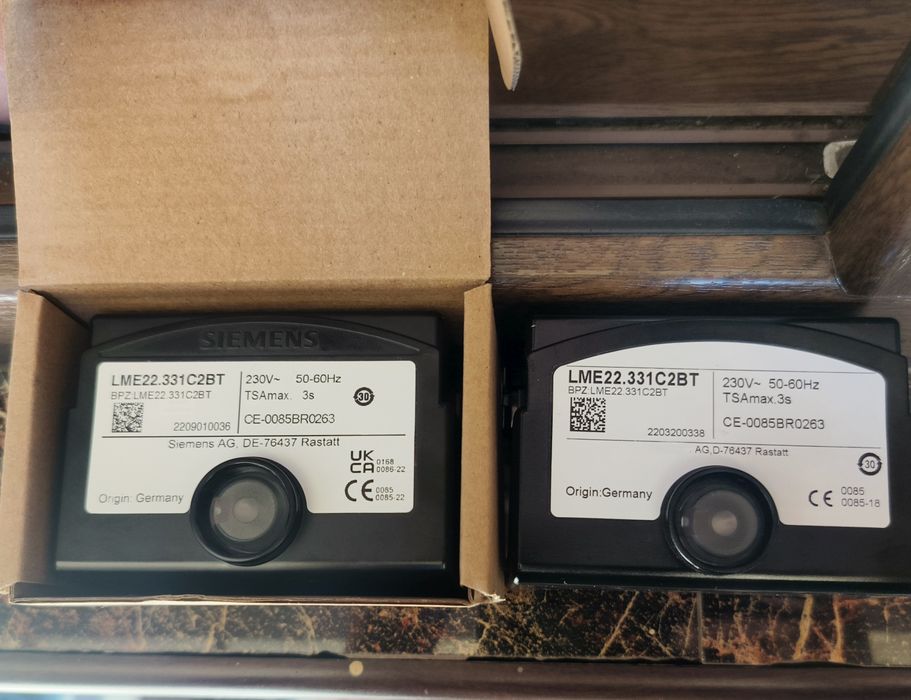 SIEMENS
LME22.331C2BT
BPZ:LME22.331C2BT
2209010036
230V~ 50-60Hz
TSAmax. 3s
30
CE-0085BR0263
Siemens AG, DE-76437 Rastatt
UK
CA
0168
0086-22
CE
0085
0085-22
Origin: Germany
LME22.331C2BT
BPZ:LME22.331C2BT
2203200338
230V~ 50-60Hz
TSAmax. 3s
CE-0085BR0263
AG,D-76437 Rastatt
30
Origin:Germany
CE
0085
0085-18